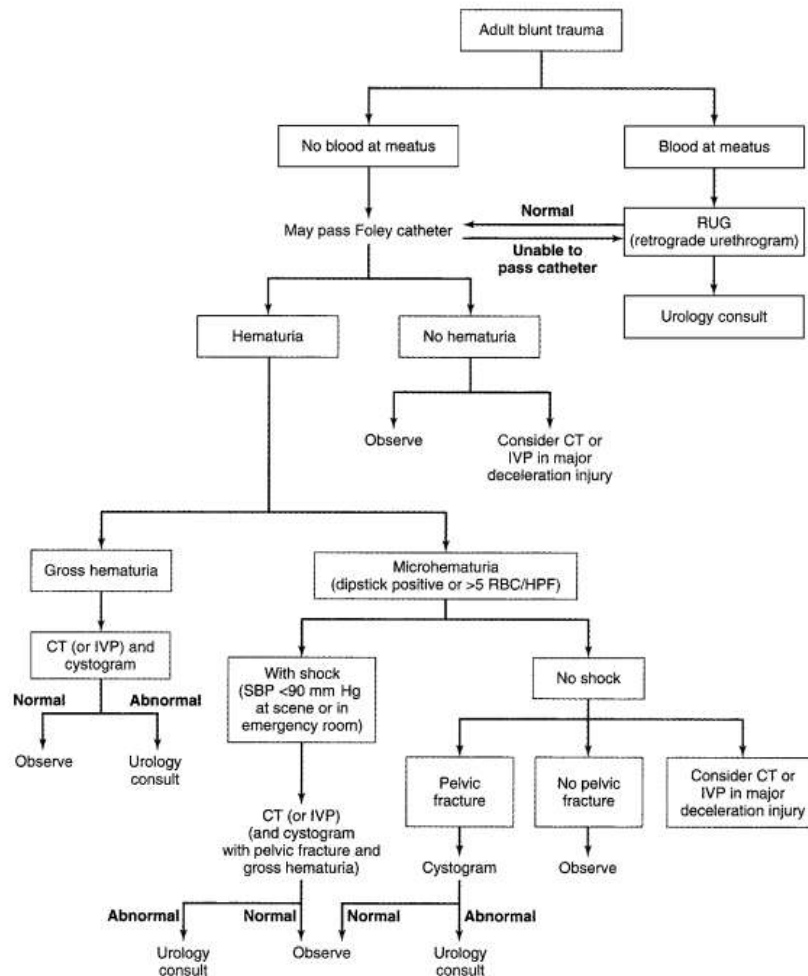 Adult blunt trauma
No blood at meatus
Blood at meatus
May pass Foley catheter
Normal
Unable to
pass catheter
RUG
(retrograde urethrogram)
Urology consult
Hematuria
No hematuria
Observe
Consider CT or
IVP in major
deceleration injury
Gross hematuria
Microhematuria
(dipstick positive or >5 RBC/HPF)
CT (or IVP) and
cystogram
Normal
Abnormal
Observe
Urology
consult
With shock
(SBP <90 mm Hg
at scene or in
emergency room)
No shock
Pelvic
fracture
No pelvic
fracture
Consider CT or
IVP in major
deceleration injury
CT (or IVP)
(and cystogram
with pelvic fracture and
gross hematuria)
Cystogram
Observe
Abnormal
Normal
Normal
Abnormal
Urology
consult
Observe
Urology
consult